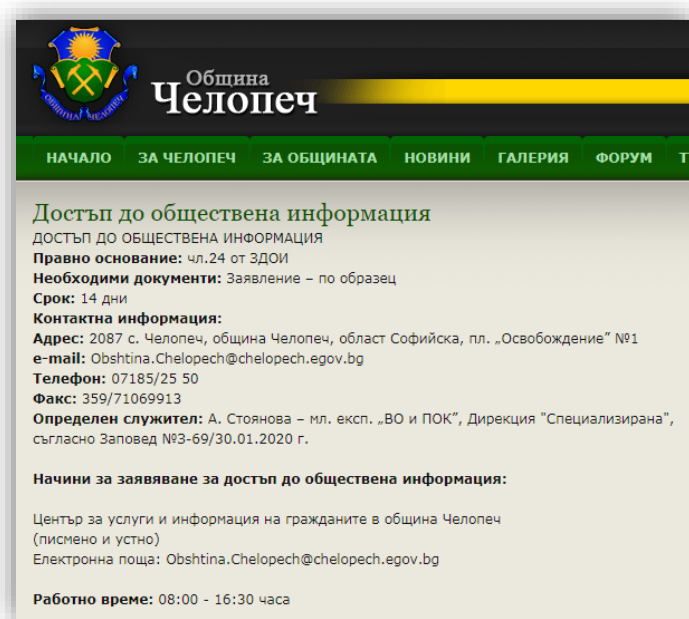 Община
Челопеч
ОБЩИНА ЧЕЛОПЕЧ
НАЧАЛО ЗА ЧЕЛОПЕЧ ЗА ОБЩИНАТА НОВИНИ ГАЛЕРИЯ ФОРУМ
Достъп до обществена информация
ДОСТЪП ДО ОБЩЕСТВЕНА ИНФОРМАЦИЯ
Правно основание: чл.24 от ЗДОИ
Необходими документи: Заявление – по образец
Срок: 14 дни
Контактна информация:
Адрес: 2087 с. Челопеч, община Челопеч, област Софийска, пл. „Освобождение” №1
e-mail: Obshtina.Chelopech@chelopech.egov.bg
Телефон: 07185/25 50
Факс: 359/71069913
Определен служител: А. Стоянова – мл. експ. „ВО и ПОК”, Дирекция "Специализирана",
съгласно Заповед №З-69/30.01.2020 г.
Начини за заявяване за достъп до обществена информация:
Център за услуги и информация на гражданите в община Челопеч
(писмено и устно)
Електронна поща: Obshtina.Chelopech@chelopech.egov.bg
Работно време: 08:00 - 16:30 часа